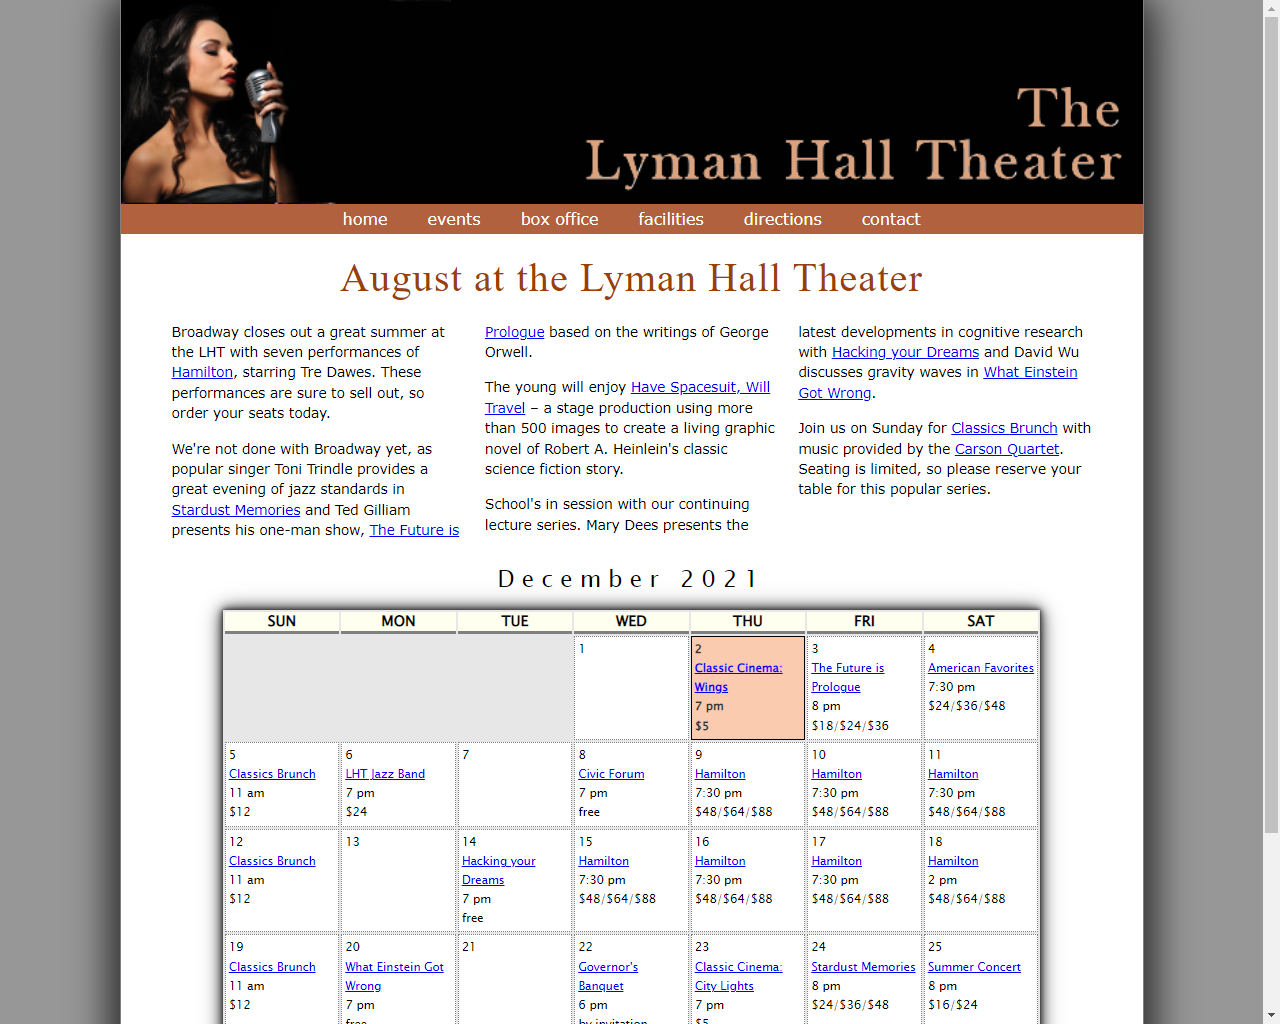 The
Lyman Hall Theater
home events box office facilities directions contact
August at the Lyman Hall Theater
Broadway closes out a great summer at
the LHT with seven performances of
Hamilton, starring Tre Dawes. These
performances are sure to sell out, so
order your seats today.
We're not done with Broadway yet, as
popular singer Toni Trindle provides a
great evening of jazz standards in
Stardust Memories and Ted Gilliam
presents his one-man show, The Future is
Prologue based on the writings of George
Orwell.
The young will enjoy Have Spacesuit, Will
Travel – a stage production using more
than 500 images to create a living graphic
novel of Robert A. Heinlein's classic
science fiction story.
School's in session with our continuing
lecture series. Mary Dees presents the
latest developments in cognitive research
with Hacking your Dreams and David Wu
discusses gravity waves in What Einstein
Got Wrong.
Join us on Sunday for Classics Brunch with
music provided by the Carson Quartet.
Seating is limited, so please reserve your
table for this popular series.
December 2021
SUN MON TUE WED THU FRI SAT
1
2
Classic Cinema:
Wings
7 pm
$5
3
The Future is
Prologue
8 pm
$18/$24/$36
4
American Favorites
7:30 pm
$24/$36/$48
5
Classics Brunch
11 am
$12
6
LHT Jazz Band
7 pm
$24
7
8
Civic Forum
7 pm
free
9
Hamilton
7:30 pm
$48/$64/$88
10
Hamilton
7:30 pm
$48/$64/$88
11
Hamilton
7:30 pm
$48/$64/$88
12
Classics Brunch
11 am
$12
13
14
Hacking your
Dreams
7 pm
free
15
Hamilton
7:30 pm
$48/$64/$88
16
Hamilton
7:30 pm
$48/$64/$88
17
Hamilton
7:30 pm
$48/$64/$88
18
Hamilton
2 pm
$48/$64/$88
19
Classics Brunch
11 am
$12
20
What Einstein Got
Wrong
7 pm
free
21
22
Governor's
Banquet
6 pm
by invitation
23
Classic Cinema:
City Lights
7 pm
$5
24
Stardust Memories
8 pm
$24/$36/$48
25
Summer Concert
8 pm
$16/$24